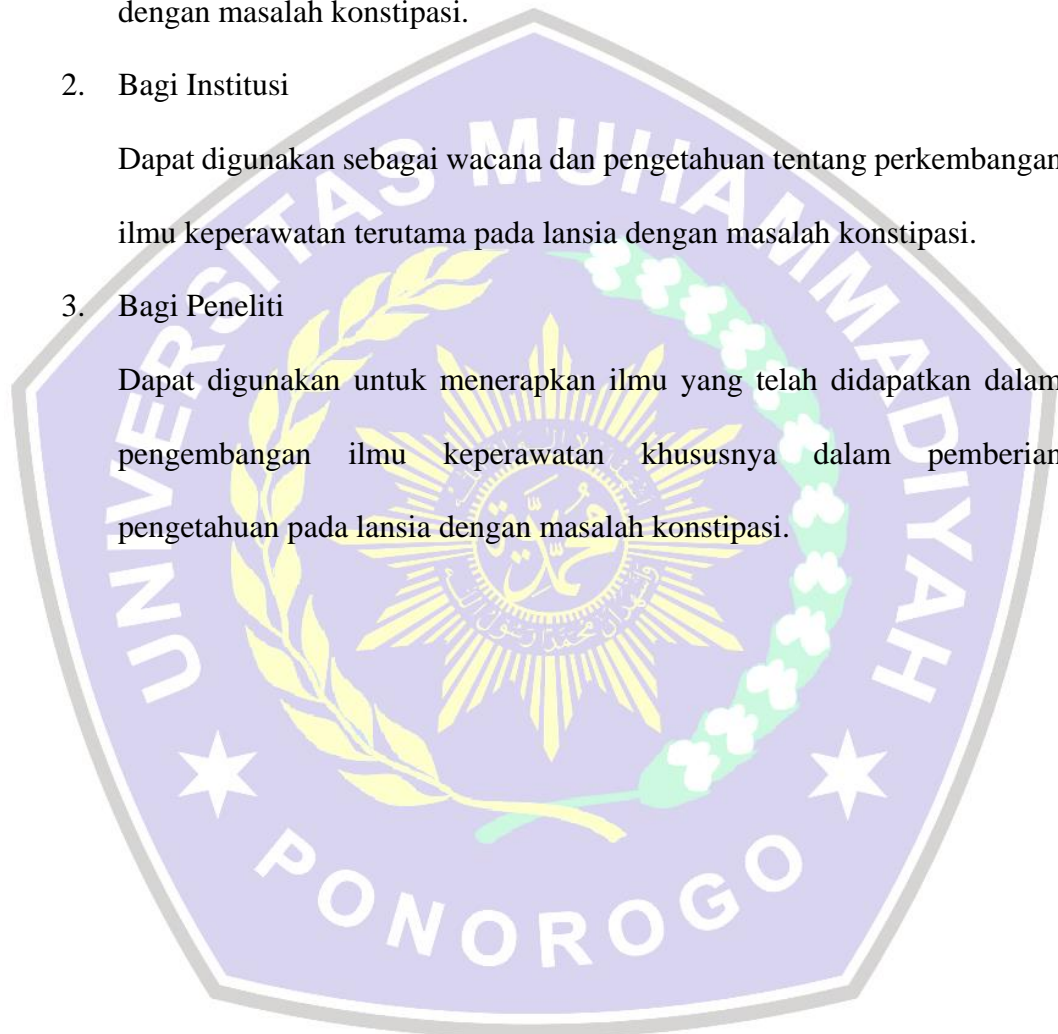 dengan masalah konstipasi.
2. Bagi Institusi
Dapat digunakan sebagai wacana dan pengetahuan tentang perkembangan
ilmu keperawatan terutama pada lansia dengan masalah konstipasi.
3. Bagi Peneliti
Dapat digunakan untuk menerapkan ilmu yang telah didapatkan dalam
pengembangan ilmu keperawatan khususnya dalam pemberian
pengetahuan pada lansia dengan masalah konstipasi.
UNIVERSITAS MUHAMMADIYAH
PONOROGO